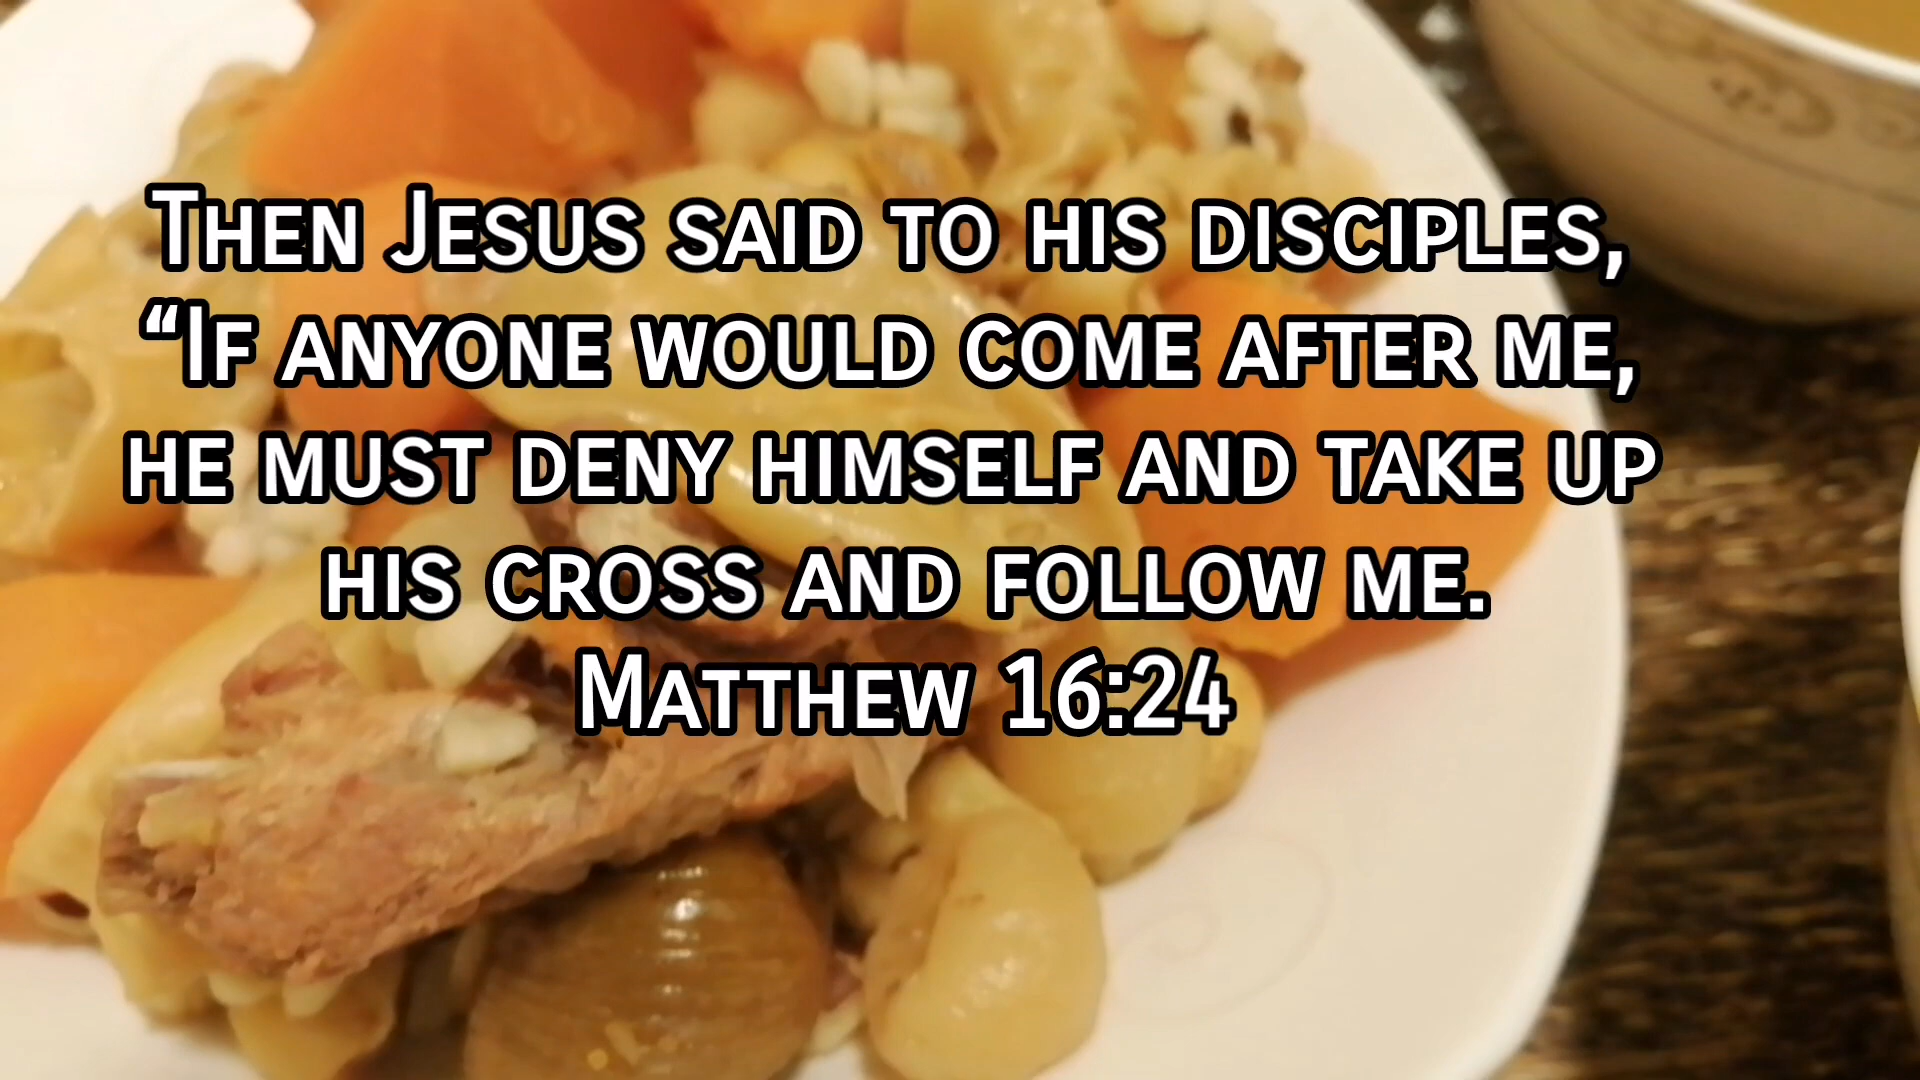 Then Jesus said to his disciples,
“If anyone would come after me,
he must deny himself and take up
his cross and follow me.
Matthew 16:24